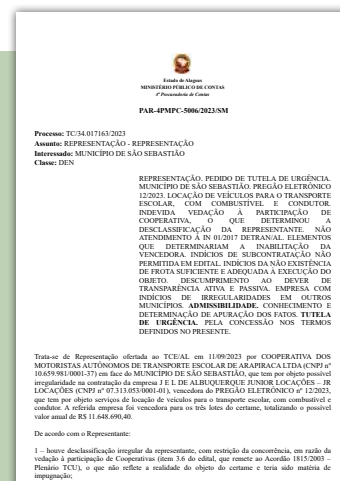 Estado de Alagoas
MINISTÉRIO PÚBLICO DE CONTAS
4ª Procuradoria de Contas
PAR-4PMPC-5006/2023/SM
Processo: TC/34.017163/2023
Assunto: REPRESENTAÇÃO - REPRESENTAÇÃO
Interessado: MUNICÍPIO DE SÃO SEBASTIÃO
Classe: DEN
REPRESENTAÇÃO. PEDIDO DE TUTELA DE URGÊNCIA.
MUNICÍPIO DE SÃO SEBASTIÃO. PREGÃO ELETRÔNICO
12/2023. LOCAÇÃO DE VEÍCULOS PARA O TRANSPORTE
ESCOLAR, COM COMBUSTÍVEL E CONDUTOR.
INDEVIDA VEDAÇÃO À PARTICIPAÇÃO DE
COOPERATIVA, O QUE DETERMINOU A
DESCLASSIFICAÇÃO DA REPRESENTANTE. NÃO
ATENDIMENTO À IN 01/2017 DETRAN/AL. ELEMENTOS
QUE DETERMINARIAM A INABILITAÇÃO DA
VENCEDORA. INDÍCIOS DE SUBCONTRATAÇÃO NÃO
PERMITIDA EM EDITAL. INDÍCIOS DA NÃO EXISTÊNCIA
DE FROTA SUFICIENTE E ADEQUADA À EXECUÇÃO DO
OBJETO. DESCUMPRIMENTO AO DEVER DE
TRANSPARÊNCIA ATIVA E PASSIVA. EMPRESA COM
INDÍCIOS DE IRREGULARIDADES EM OUTROS
MUNICÍPIOS. ADMISSIBILIDADE. CONHECIMENTO E
DETERMINAÇÃO DE APURAÇÃO DOS FATOS. TUTELA
DE URGÊNCIA. PELA CONCESSÃO NOS TERMOS
DEFINIDOS NO PRESENTE.
Trata-se de Representação ofertada ao TCE/AL em 11/09/2023 por COOPERATIVA DOS
MOTORISTAS AUTÔNOMOS DE TRANSPORTE ESCOLAR DE ARAPIRACA LTDA (CNPJ nº
10.659.981/0001-37) em face do MUNICÍPIO DE SÃO SEBASTIÃO, que tem por objeto possível
irregularidade na contratação da empresa J E L DE ALBUQUERQUE JUNIOR LOCAÇÕES – JR
LOCAÇÕES (CNPJ nº 07.313.053/0001-01), vencedora do PREGÃO ELETRÔNICO nº 12/2023,
que tem por objeto serviços de locação de veículos para o transporte escolar, com combustível e
condutor. A referida empresa foi vencedora para os três lotes do certame, totalizando o possível
valor anual de R$ 11.648.690,40.
De acordo com o Representante:
1 – houve desclassificação irregular da representante, com restrição da concorrência, em razão da
vedação à participação de Cooperativas (item 3.6 do edital, que remete ao Acórdão 1815/2003 –
Plenário TCU), o que não reflete a realidade do objeto do certame e teria sido matéria de
impugnação;